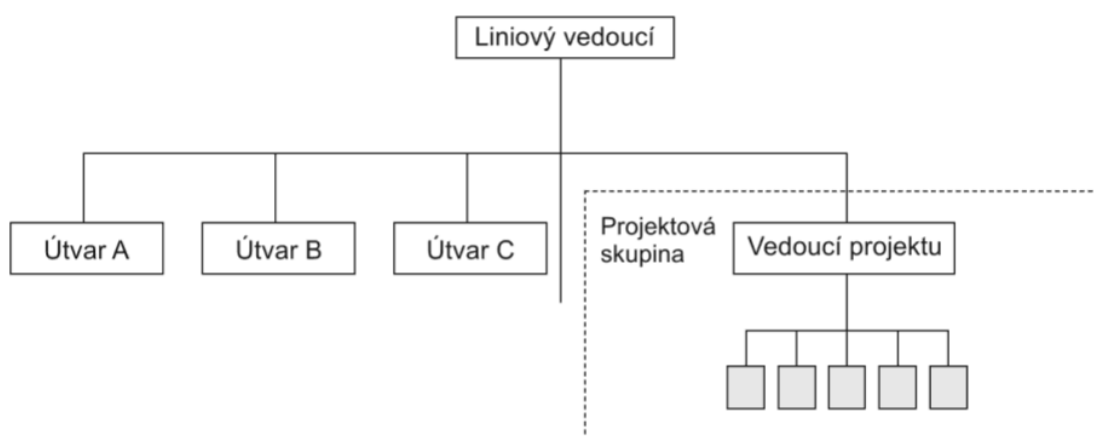 Liniový vedoucí
Útvar A
Útvar B
Útvar C
Projektová
skupina
Vedoucí projektu